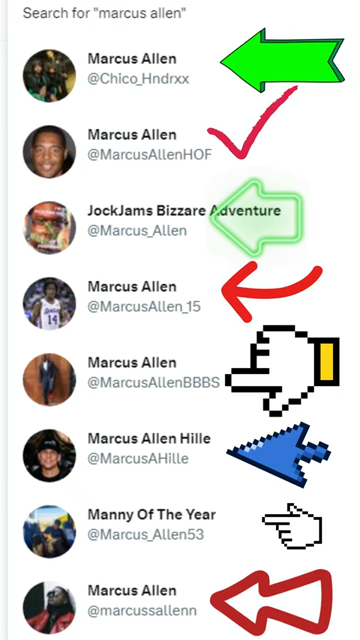 Search for "marcus allen"
Marcus Allen
@Chico_Hndrxx
Marcus Allen
@MarcusAllenHOF
JockJams Bizzare Adventure
@Marcus_Allen
Marcus Allen
@MarcusAllen_15
14
Marcus Allen
@MarcusAllenBBBS
Marcus Allen Hille
@MarcusAHille
Manny Of The Year
@Marcus_Allen53
Marcus Allen
@marcussallenn